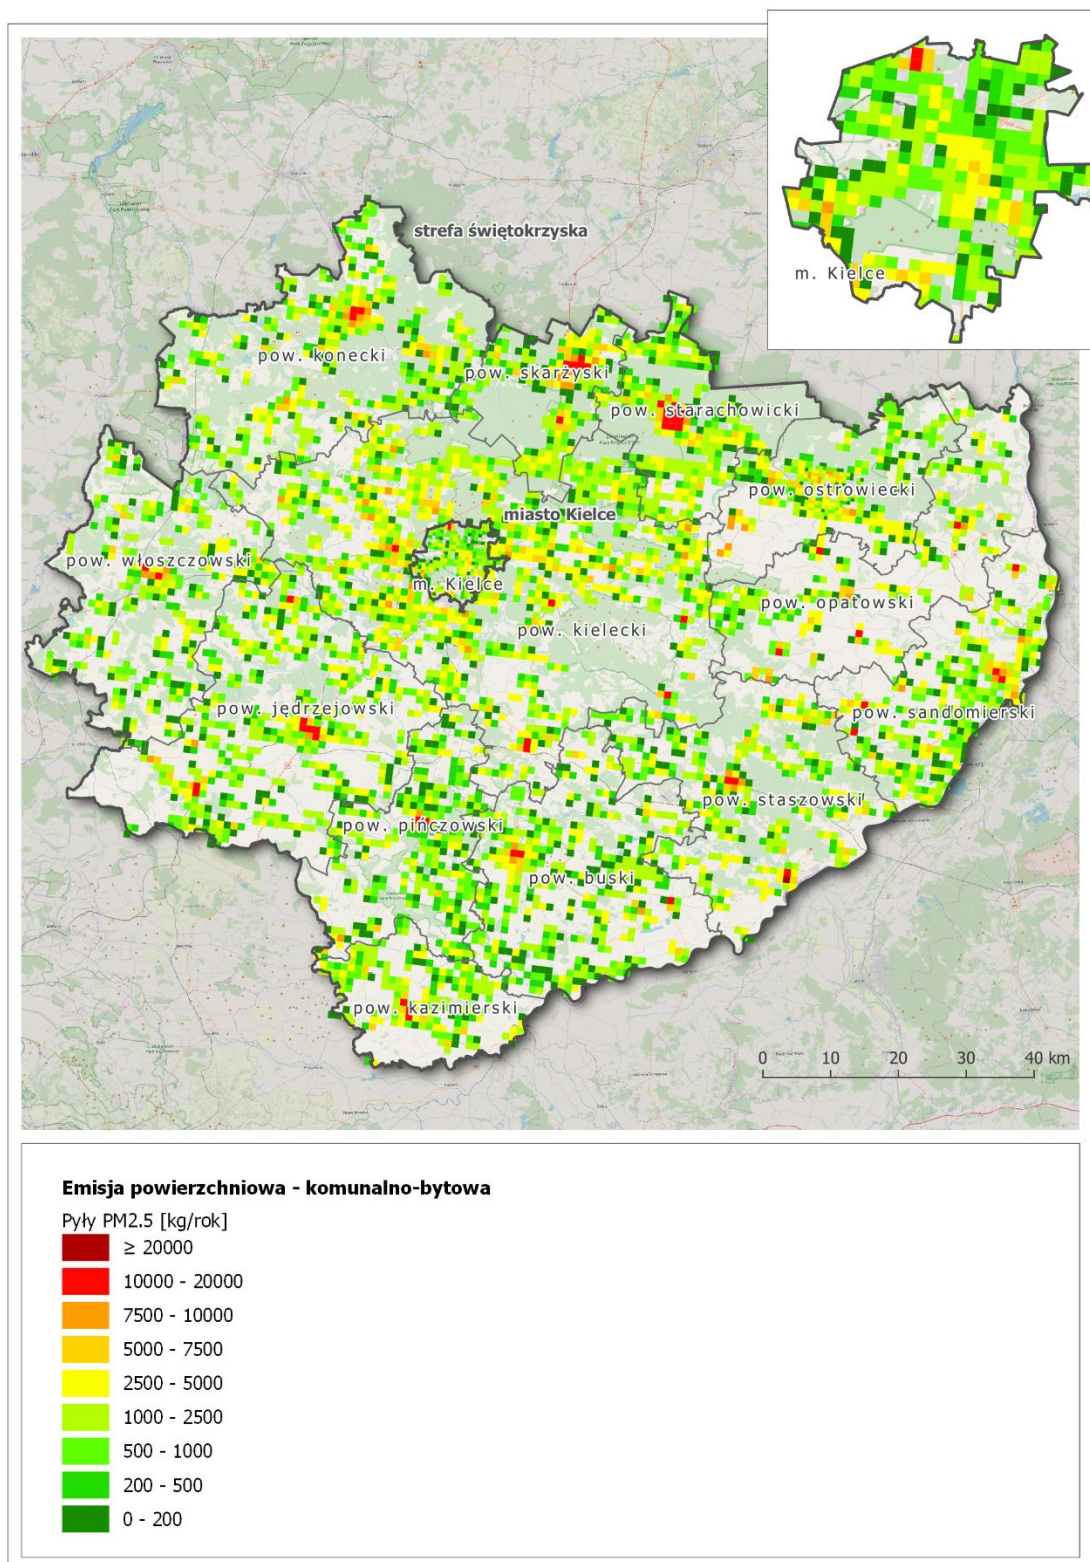 strefa świętokrzyska
m. Kielce
pow. konecki
pow. skarżyski
pow. starachowicki
pow. ostrowiecki
miasto Kielce
pow. włoszczowski
m. Kielce
pow. opatowski
pow. kielecki
pow. jędrzejowski
pow. sandomierski
pow. staszowski
pow. pińczowski
pow. buski
pow. kazimierski
0 10 20 30 40 km
Emisja powierzchniowa - komunalno-bytowa
Pyły PM2.5 [kg/rok]
≥ 20000
10000 - 20000
7500 - 10000
5000 - 7500
2500 - 5000
1000 - 2500
500 - 1000
200 - 500
0 - 200